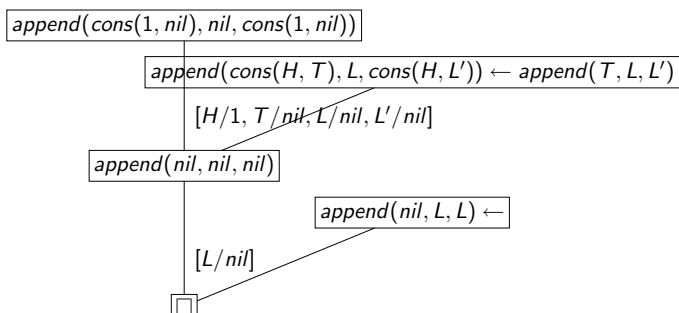 append(cons(1, nil), nil, cons(1, nil))
append(cons(H, T), L, cons(H, L′)) ← append(T, L, L′)
[H/1, T/nil, L/nil, L′/nil]
append(nil, nil, nil)
append(nil, L, L) ←
[L/nil]